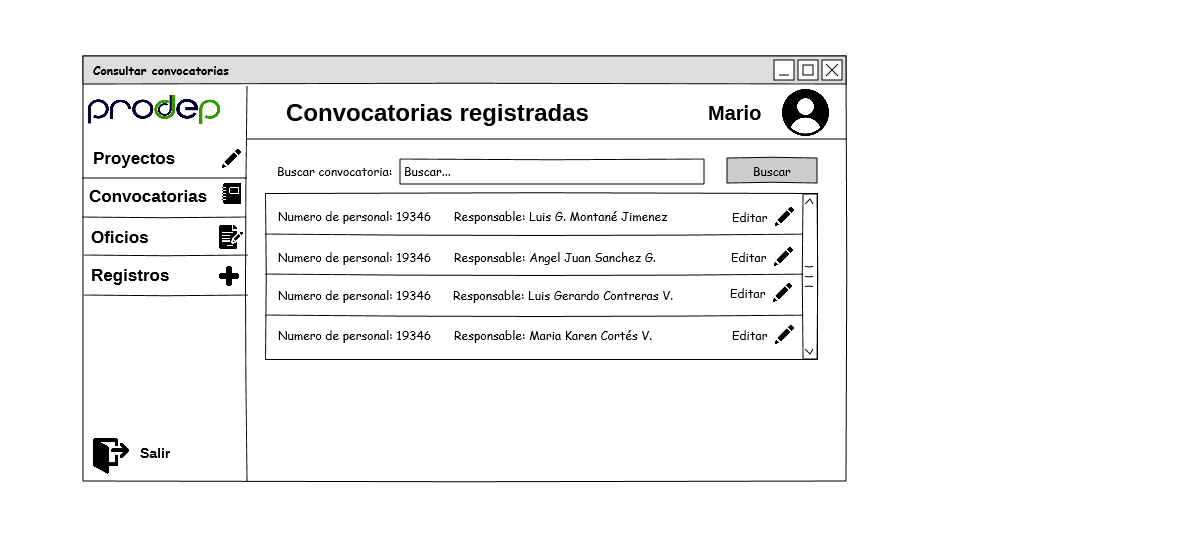 Consultar convocatorias
prodep
Convocatorias registradas
Mario
Proyectos
Convocatorias
Oficios
Registros
Salir
Buscar convocatoria: Buscar... Buscar
Numero de personal: 19346 Responsable: Luis G. Montané Jimenez Editar
Numero de personal: 19346 Responsable: Angel Juan Sanchez G. Editar
Numero de personal: 19346 Responsable: Luis Gerardo Contreras V. Editar
Numero de personal: 19346 Responsable: Maria Karen Cortés V. Editar